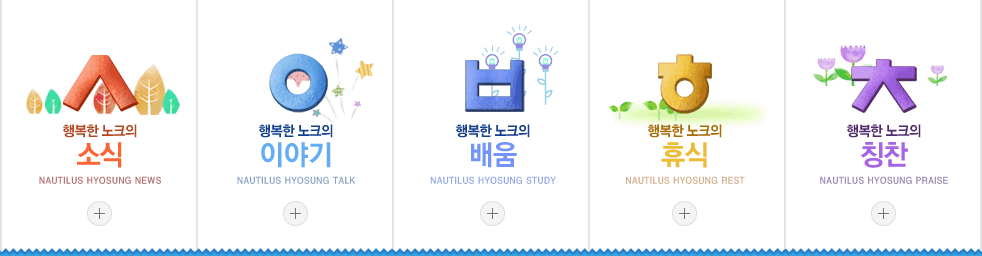 ㅅ
행복한 노크의
소식
NAUTILUS HYOSUNG NEWS
ㅇ
행복한 노크의
이야기
NAUTILUS HYOSUNG TALK
ㅂ
행복한 노크의
배움
NAUTILUS HYOSUNG STUDY
ㅎ
행복한 노크의
휴식
NAUTILUS HYOSUNG REST
ㅊ
행복한 노크의
칭찬
NAUTILUS HYOSUNG PRAISE